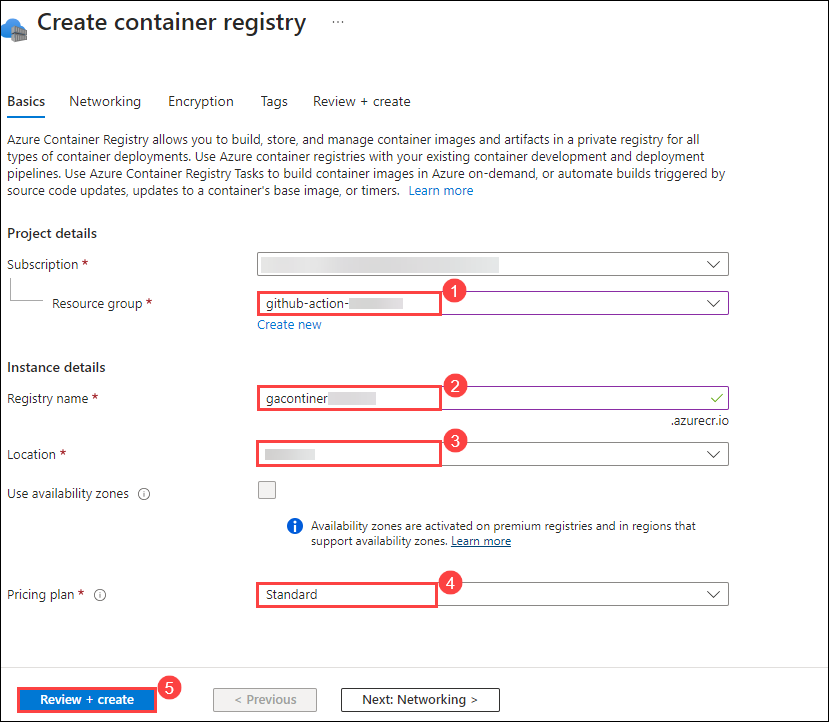 Create container registry ...
Basics Networking Encryption Tags Review + create
Azure Container Registry allows you to build, store, and manage container images and artifacts in a private registry for all
types of container deployments. Use Azure container registries with your existing container development and deployment
pipelines. Use Azure Container Registry Tasks to build container images in Azure on-demand, or automate builds triggered by
source code updates, updates to a container's base image, or timers. Learn more
Project details
Subscription *
1
Resource group * github-action-
Create new
Instance details
2
Registry name * gacontiner
.azurecr.io
3
Location *
Use availability zones
Availability zones are activated on premium registries and in regions that
support availability zones. Learn more
4
Pricing plan * Standard
5
Review + create < Previous Next: Networking >